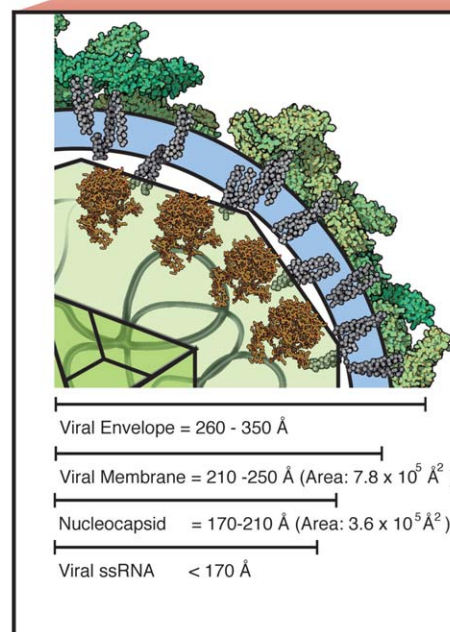 Viral Envelope = 260 - 350 Å
Viral Membrane = 210 -250 Å (Area: 7.8 x 10⁵ Å²)
Nucleocapsid = 170-210 Å (Area: 3.6 x 10⁵Å²)
Viral ssRNA < 170 Å